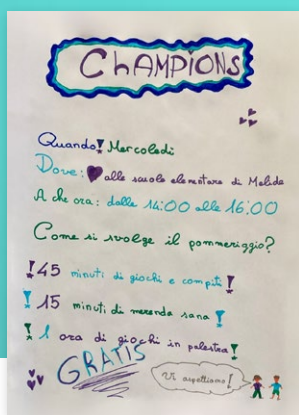 ChAMPIONS
Quando! Mercoledì
Dove: alle scuole elementare di Melide
A che ora: dalle 14:00 alle 16:00
Come si svolge il pommeriggio?
! 45 minuti di giochi e compiti!
! 15 minuti di merenda sana!
! 1 ora di giochi in palestra!
GRATIS
Vi aspettiamo!